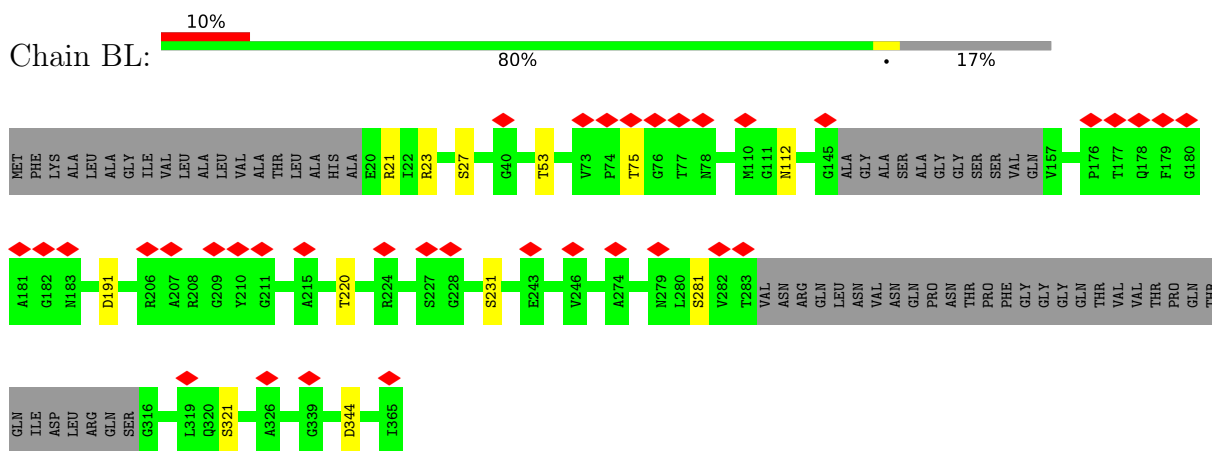 10%
Chain BL:
80% • 17%
MET PHE LYS ALA LEU ALA GLY ILE VAL LEU ALA LEU VAL ALA THR LEU ALA HIS ALA E20 R21 I22 R23 S27 G40 T53 V73 P74 T75 G76 T77 N78 M110 G111 N112 G145 ALA GLY ALA SER ALA GLY GLY SER SER VAL GLN V157 P176 T177 Q178 F179 G180
A181 G182 N183 D191 R206 A207 R208 G209 Y210 G211 A215 T220 R224 S227 G228 S231 E243 V246 A274 N279 L280 S281 V282 T283 VAL ASN ARG GLN LEU ASN VAL ASN GLN PRO ASN THR PRO PHE GLY GLY GLY GLN THR VAL VAL THR PRO GLN THR
GLN ILE ASP LEU ARG GLN SER G316 L319 Q320 S321 A326 G339 D344 I365